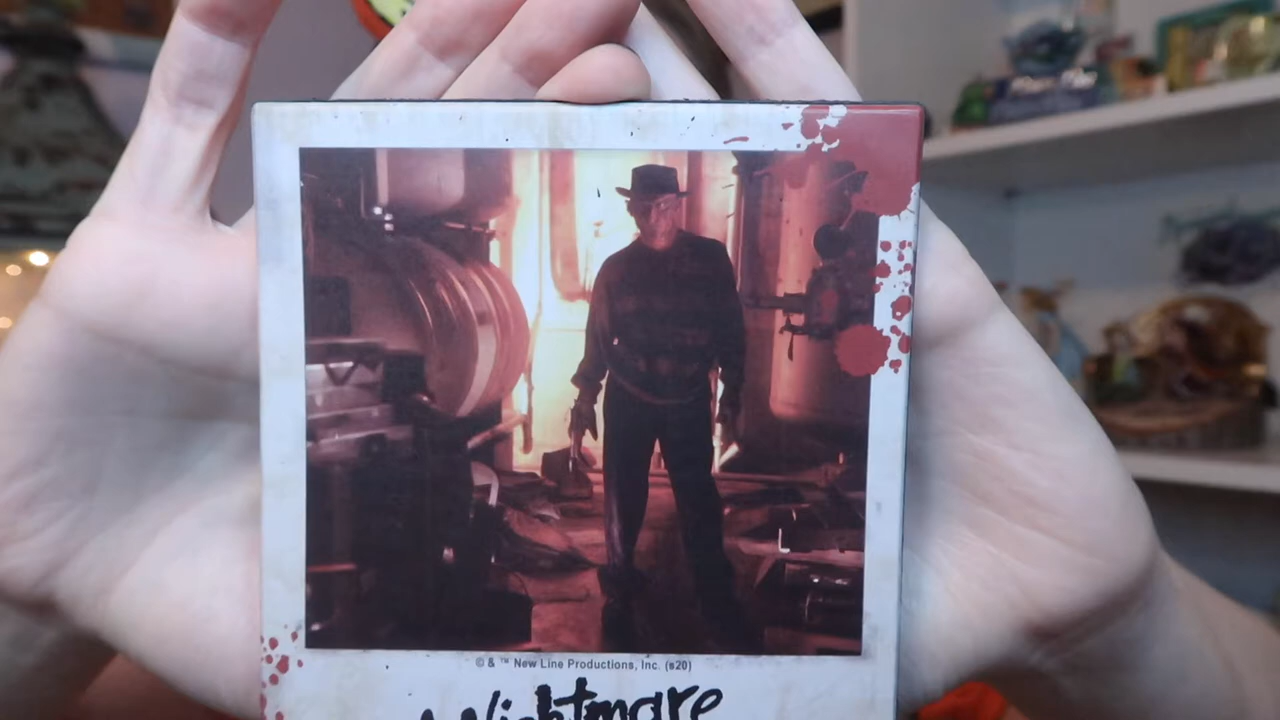 © & ™ New Line Productions, Inc. (s20)
Nightmare